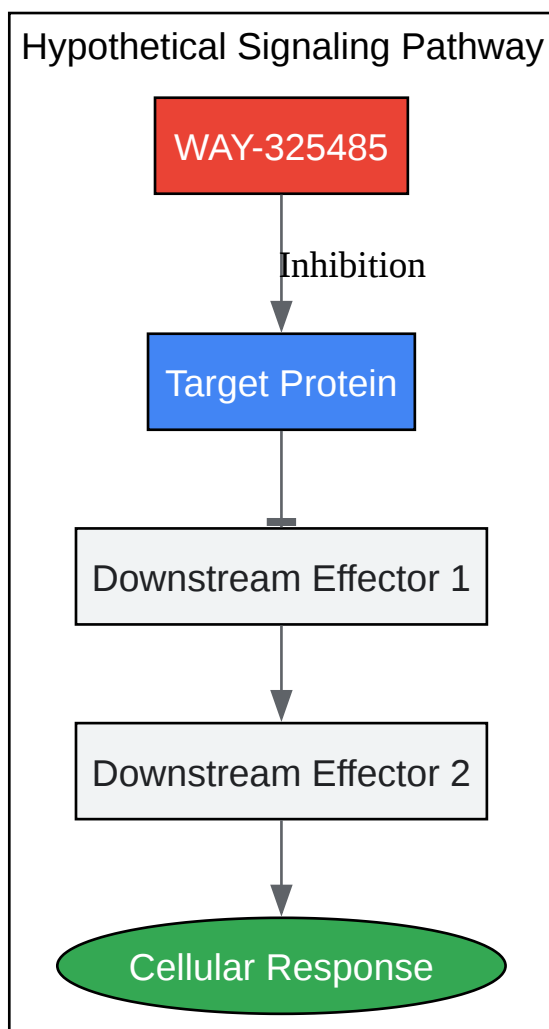 Hypothetical Signaling Pathway
WAY-325485
Inhibition
Target Protein
Downstream Effector 1
Downstream Effector 2
Cellular Response